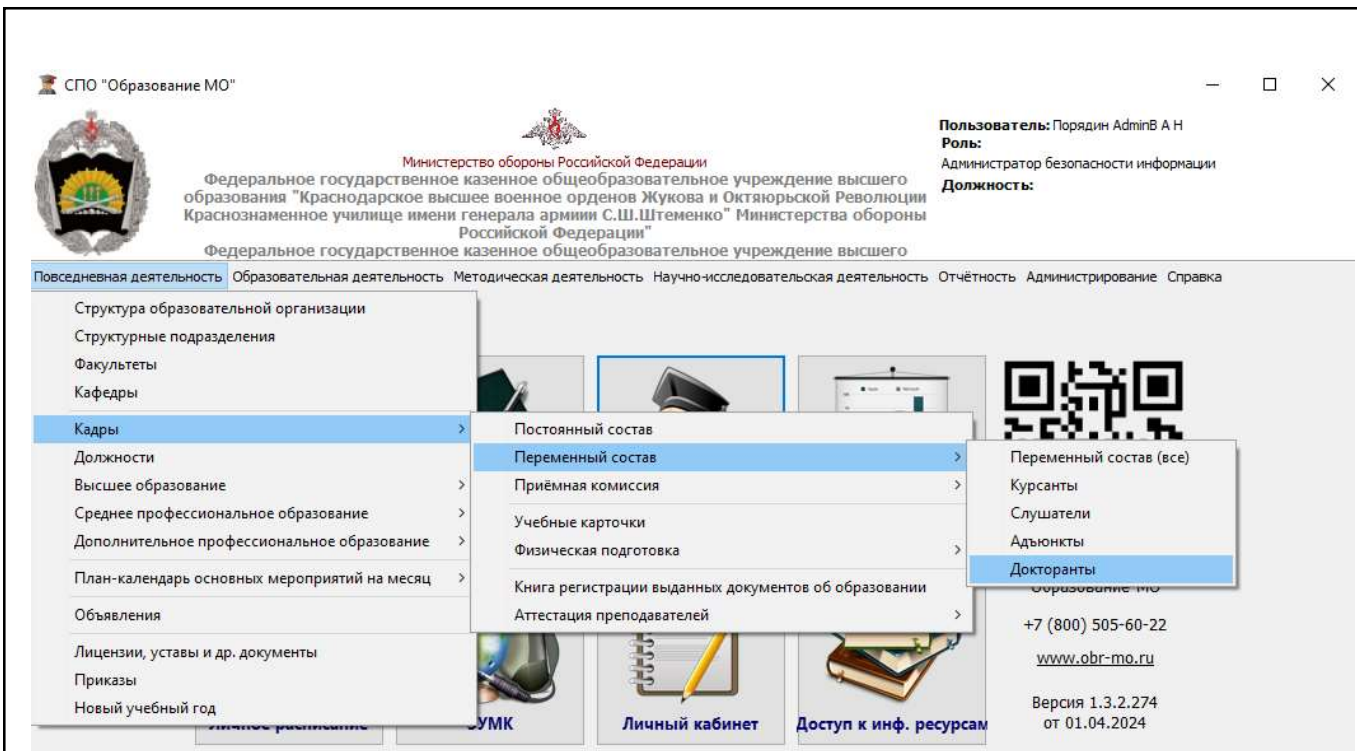 СПО "Образование МО"
Министерство обороны Российской Федерации
Федеральное государственное казенное общеобразовательное учреждение высшего
образования "Краснодарское высшее военное орденов Жукова и Октяюрьской Революции
Краснознаменное училище имени генерала армиии С.Ш.Штеменко" Министерства обороны
Российской Федерации"
Федеральное государственное казенное общеобразовательное учреждение высшего
Пользователь: Порядин AdminB A H
Роль:
Администратор безопасности информации
Должность:
Повседневная деятельность Образовательная деятельность Методическая деятельность Научно-исследовательская деятельность Отчётность Администрирование Справка
Структура образовательной организации
Структурные подразделения
Факультеты
Кафедры
Кадры
Должности
Высшее образование
Среднее профессиональное образование
Дополнительное профессиональное образование
План-календарь основных мероприятий на месяц
Объявления
Лицензии, уставы и др. документы
Приказы
Новый учебный год
Постоянный состав
Переменный состав
Приёмная комиссия
Учебные карточки
Физическая подготовка
Книга регистрации выданных документов об образовании
Аттестация преподавателей
Переменный состав (все)
Курсанты
Слушатели
Адъюнкты
Докторанты
Образование МО
+7 (800) 505-60-22
www.obr-mo.ru
Версия 1.3.2.274
от 01.04.2024
Личное расписание
ЭУМК
Личный кабинет
Доступ к инф. ресурсам